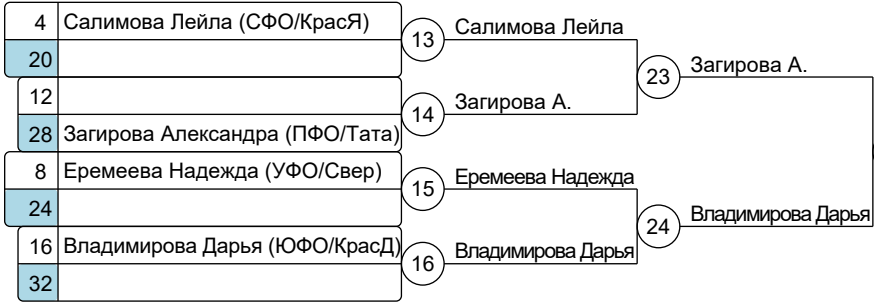 4 Салимова Лейла (СФО/КрасЯ)
20
12
28 Загирова Александра (ПФО/Тата)
8 Еремеева Надежда (УФО/Свер)
24
16 Владимирова Дарья (ЮФО/КрасД)
32
13 Салимова Лейла
14 Загирова А.
15 Еремеева Надежда
16 Владимирова Дарья
23 Загирова А.
24 Владимирова Дарья